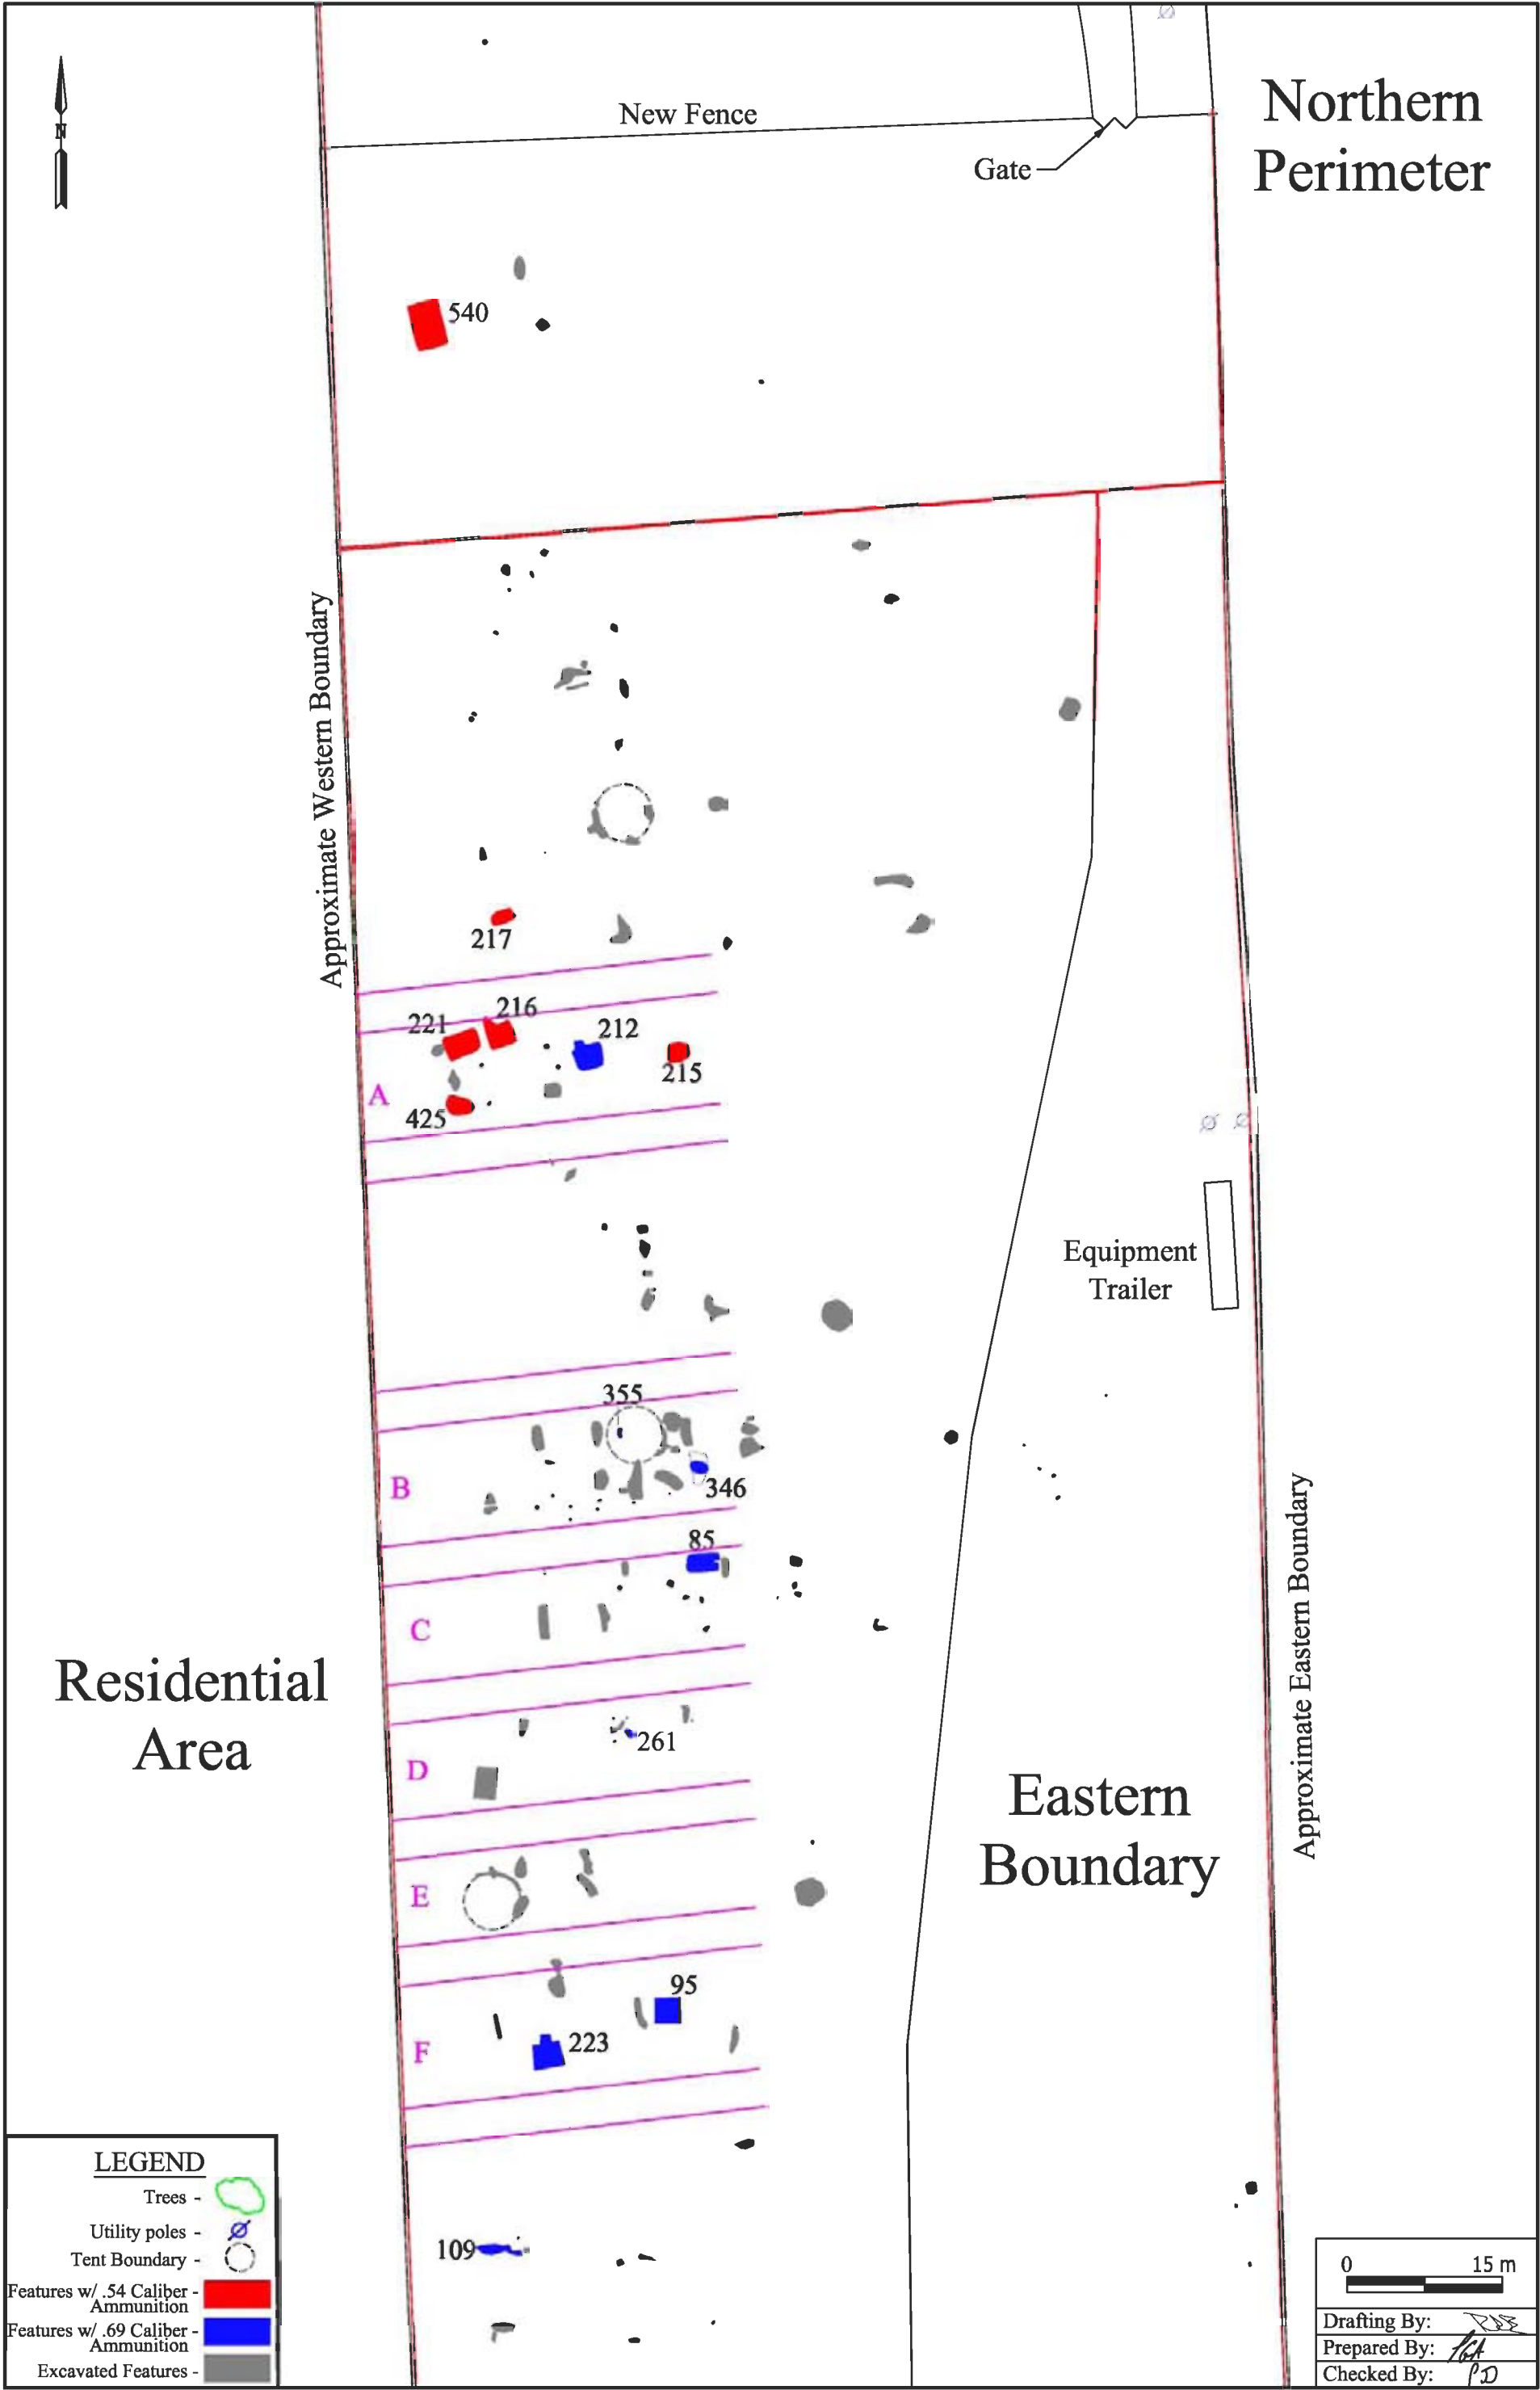 Northern
Perimeter
New Fence
Gate
N
540
Approximate Western Boundary
217
216
221
212
215
A
425
Equipment
Trailer
355
B
346
85
C
Residential
Area
261
D
Eastern
Boundary
Approximate Eastern Boundary
E
95
F
223
109
LEGEND
Trees -
Utility poles -
Tent Boundary -
Features w/ .54 Caliber -
Ammunition
Features w/ .69 Caliber -
Ammunition
Excavated Features -
0 15 m
Drafting By:
Prepared By:
Checked By: PD